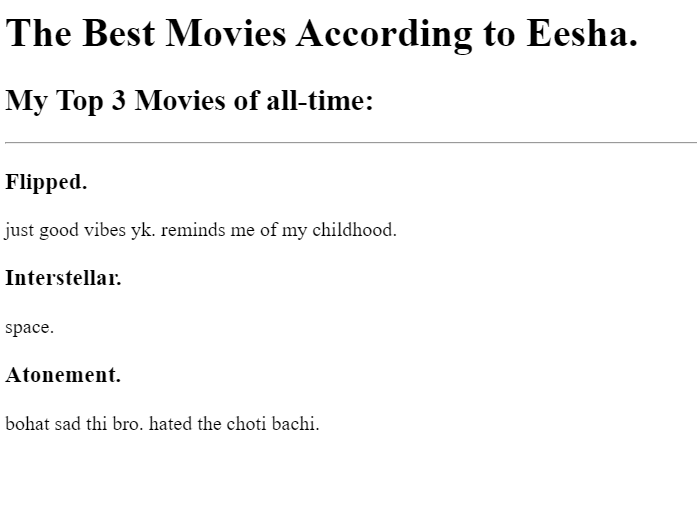 The Best Movies According to Eesha.
My Top 3 Movies of all-time:
Flipped.
just good vibes yk. reminds me of my childhood.
Interstellar.
space.
Atonement.
bohat sad thi bro. hated the choti bachi.